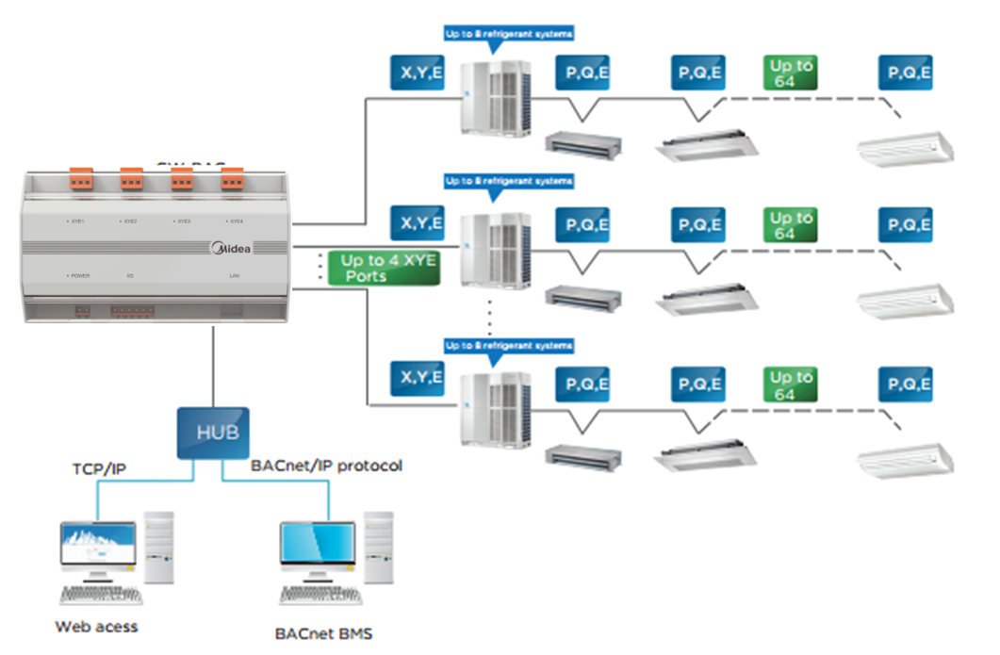 Up to 8 refrigerant systems
X,Y,E
P,Q,E
P,Q,E
Up to
64
P,Q,E
XYE1
XYE2
XYE3
XYE4
Midea
POWER
I/O
LAN
Up to 8 refrigerant systems
X,Y,E
P,Q,E
P,Q,E
Up to
64
P,Q,E
Up to 4 XYE
Ports
Up to 8 refrigerant systems
X,Y,E
P,Q,E
P,Q,E
Up to
64
P,Q,E
HUB
TCP/IP
BACnet/IP protocol
Web acess
BACnet BMS